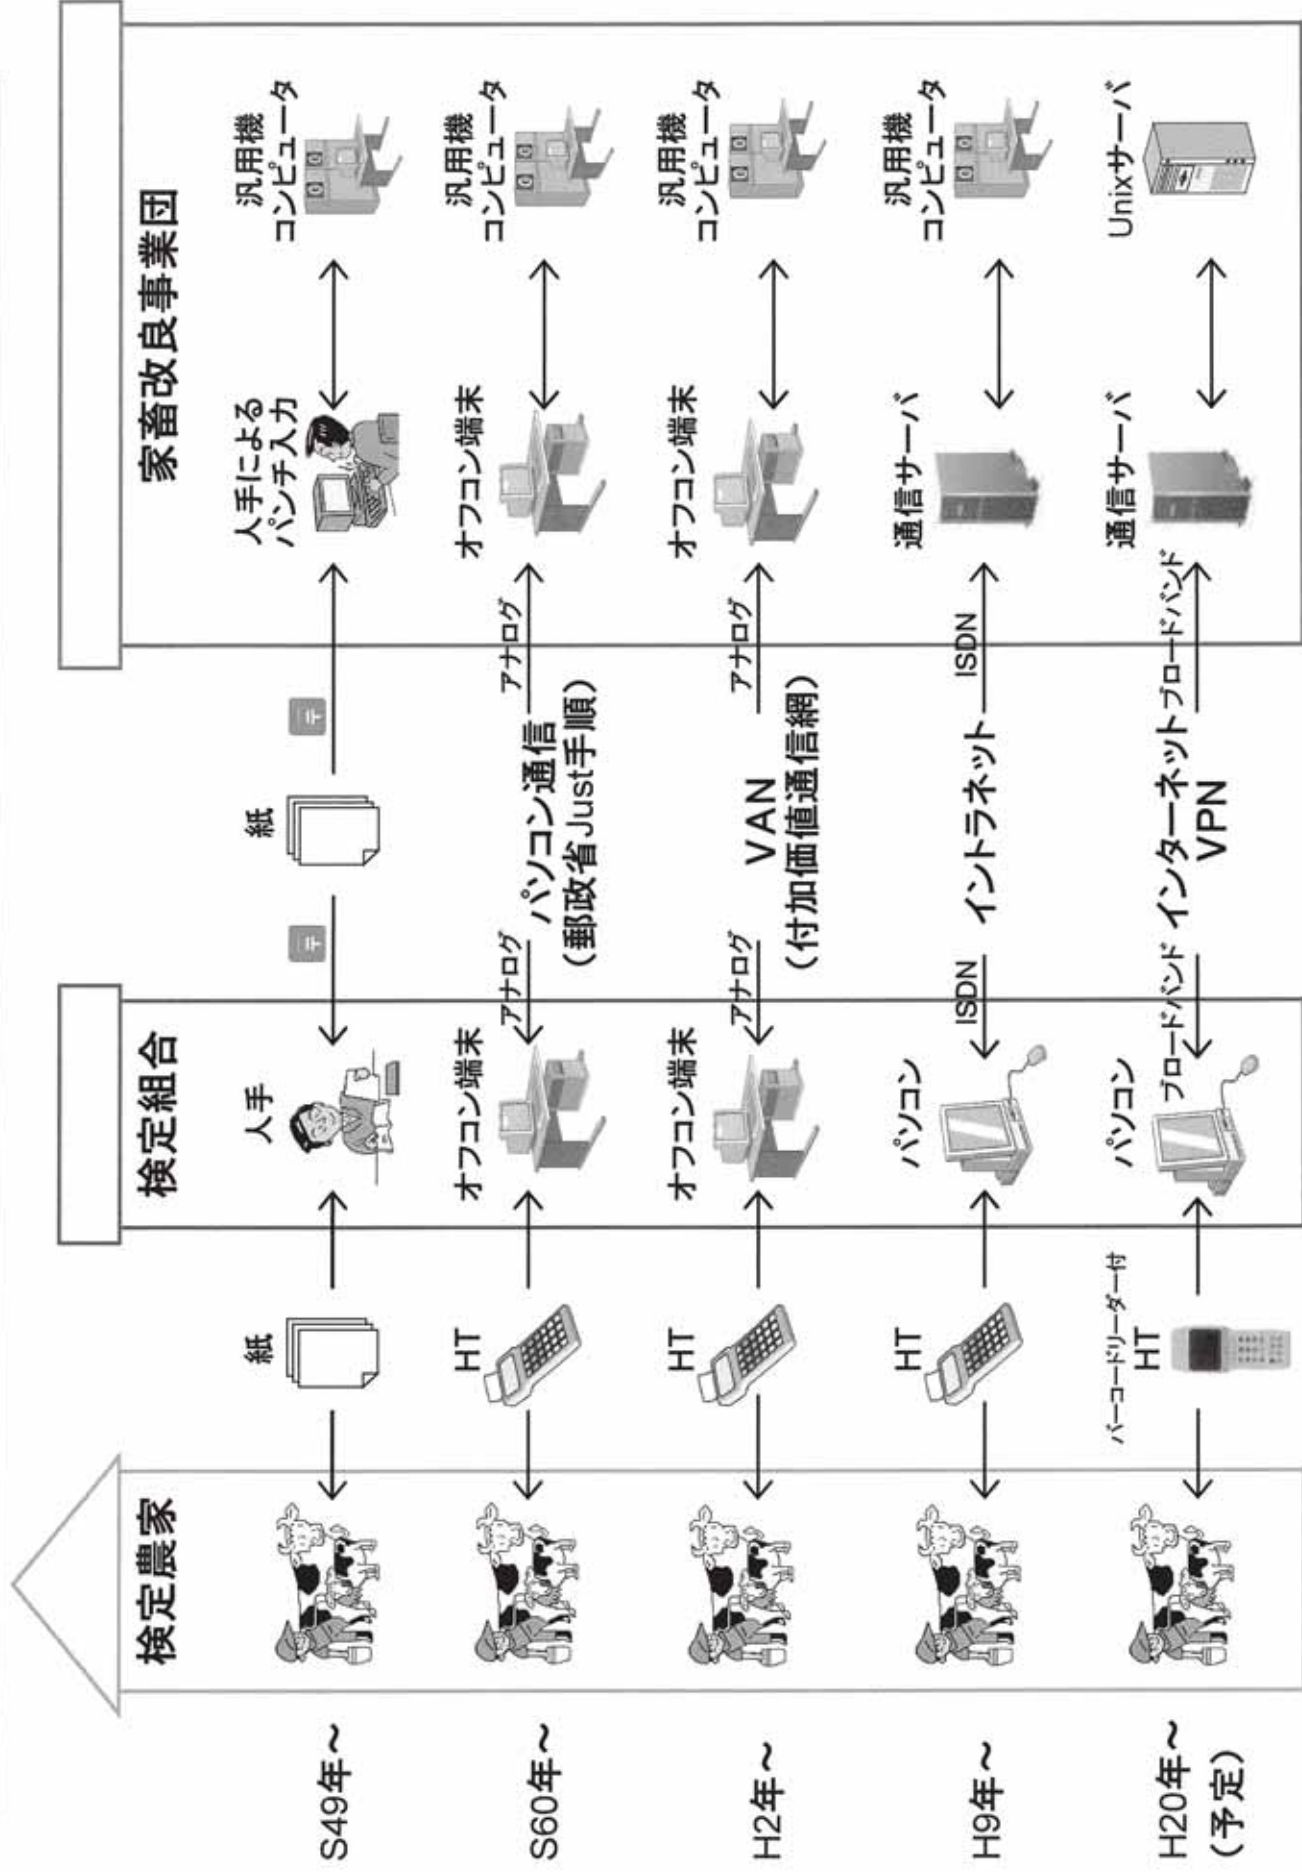 検定農家
検定組合
家畜改良事業団
S49年～
紙
人手
紙
人手による
パンチ入力
汎用機
コンピュータ
S60年～
HT
オフコン端末
アナログ
パソコン通信
（郵政省Just手順）
アナログ
オフコン端末
汎用機
コンピュータ
H2年～
HT
オフコン端末
アナログ
VAN
（付加価値通信網）
アナログ
オフコン端末
汎用機
コンピュータ
H9年～
HT
パソコン
ISDN
イントラネット
ISDN
通信サーバ
汎用機
コンピュータ
H20年～
（予定）
バーコードリーダー付
HT
パソコン
ブロードバンド
インターネット
VPN
ブロードバンド
通信サーバ
Unixサーバ